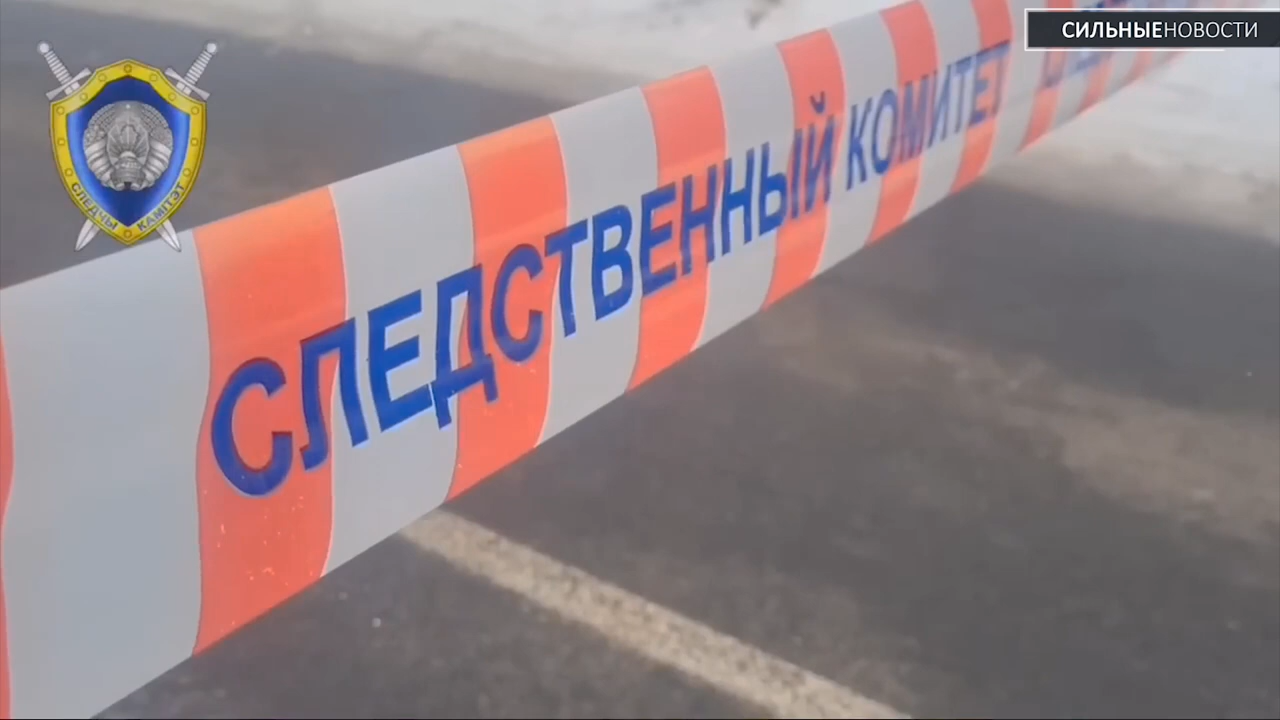 СИЛЬНЫЕНОВОСТИ
СЛЕДЧЫ КАМІТЭТ
СЛЕДСТВЕННЫЙ КОМИТЕТ